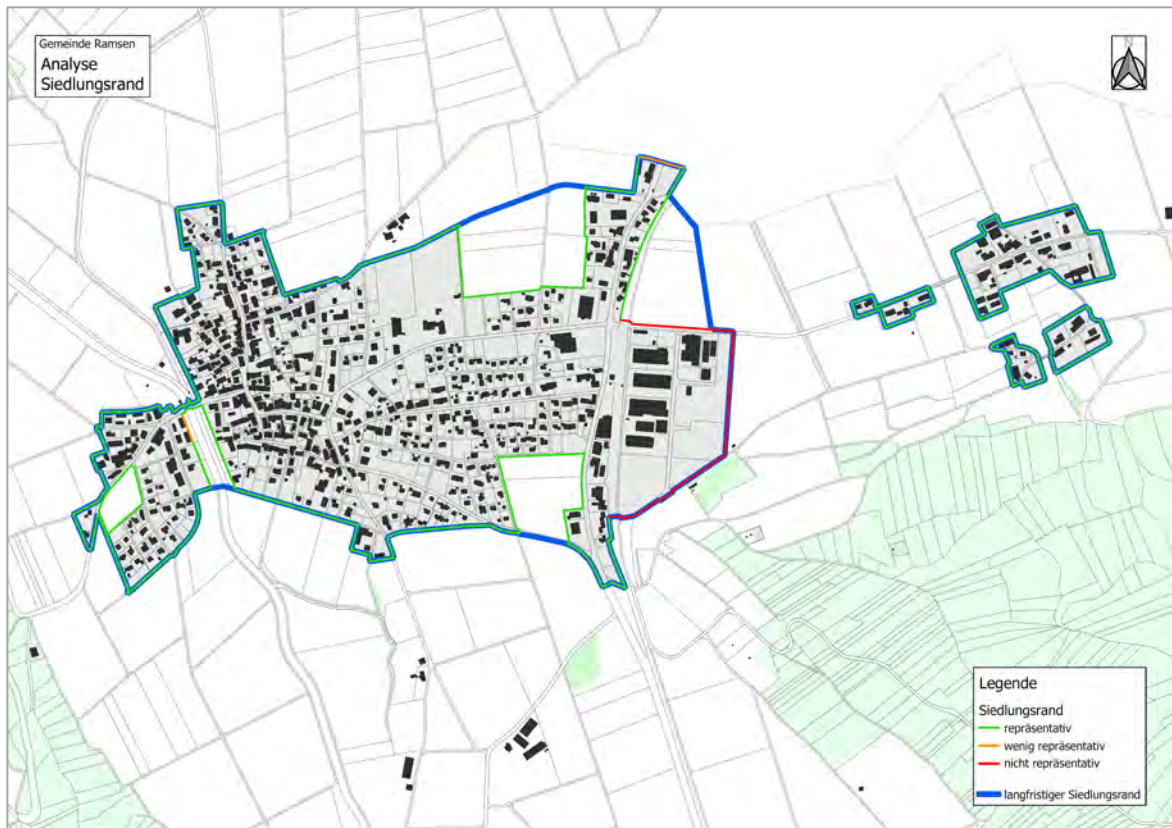 Gemeinde Ramsen
Analyse
Siedlungsrand
N
Legende
Siedlungsrand
repräsentativ
wenig repräsentativ
nicht repräsentativ
langfristiger Siedlungsrand